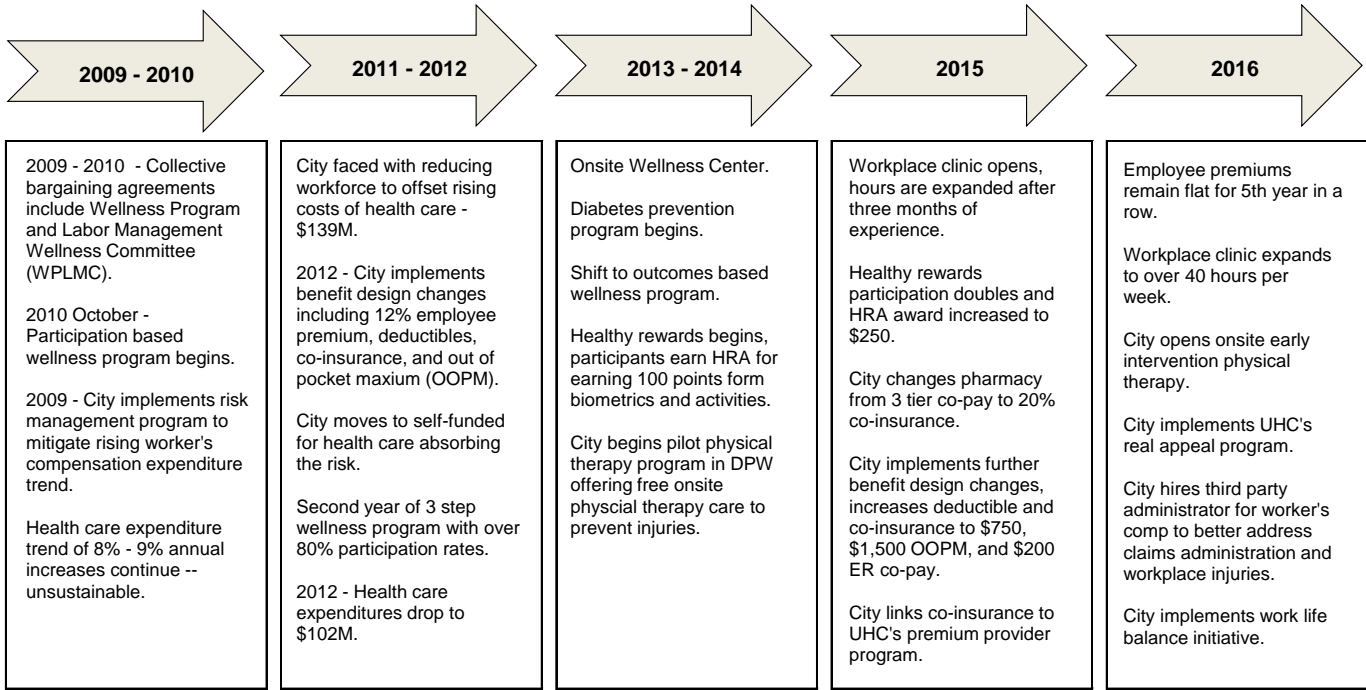 2009 - 2010
2011 - 2012
2013 - 2014
2015
2016
2009 - 2010  - Collective
bargaining agreements
include Wellness Program
and Labor Management
Wellness Committee
(WPLMC).
2010 October -
Participation based
wellness program begins.
2009 - City implements risk
management program to
mitigate rising worker's
compensation expenditure
trend.
Health care expenditure
trend of 8% - 9% annual
increases continue --
unsustainable.
City faced with reducing
workforce to offset rising
costs of health care -
$139M.
2012 - City implements
benefit design changes
including 12% employee
premium, deductibles,
co-insurance, and out of
pocket maxium (OOPM).
City moves to self-funded
for health care absorbing
the risk.
Second year of 3 step
wellness program with over
80% participation rates.
2012 - Health care
expenditures drop to
$102M.
Onsite Wellness Center.
Diabetes prevention
program begins.
Shift to outcomes based
wellness program.
Healthy rewards begins,
participants earn HRA for
earning 100 points form
biometrics and activities.
City begins pilot physical
therapy program in DPW
offering free onsite
physcial therapy care to
prevent injuries.
Workplace clinic opens,
hours are expanded after
three months of
experience.
Healthy rewards
participation doubles and
HRA award increased to
$250.
City changes pharmacy
from 3 tier co-pay to 20%
co-insurance.
City implements further
benefit design changes,
increases deductible and
co-insurance to $750,
$1,500 OOPM, and $200
ER co-pay.
City links co-insurance to
UHC's premium provider
program.
Employee premiums
remain flat for 5th year in a
row.
Workplace clinic expands
to over 40 hours per
week.
City opens onsite early
intervention physical
therapy.
City implements UHC's
real appeal program.
City hires third party
administrator for worker's
comp to better address
claims administration and
workplace injuries.
City implements work life
balance initiative.